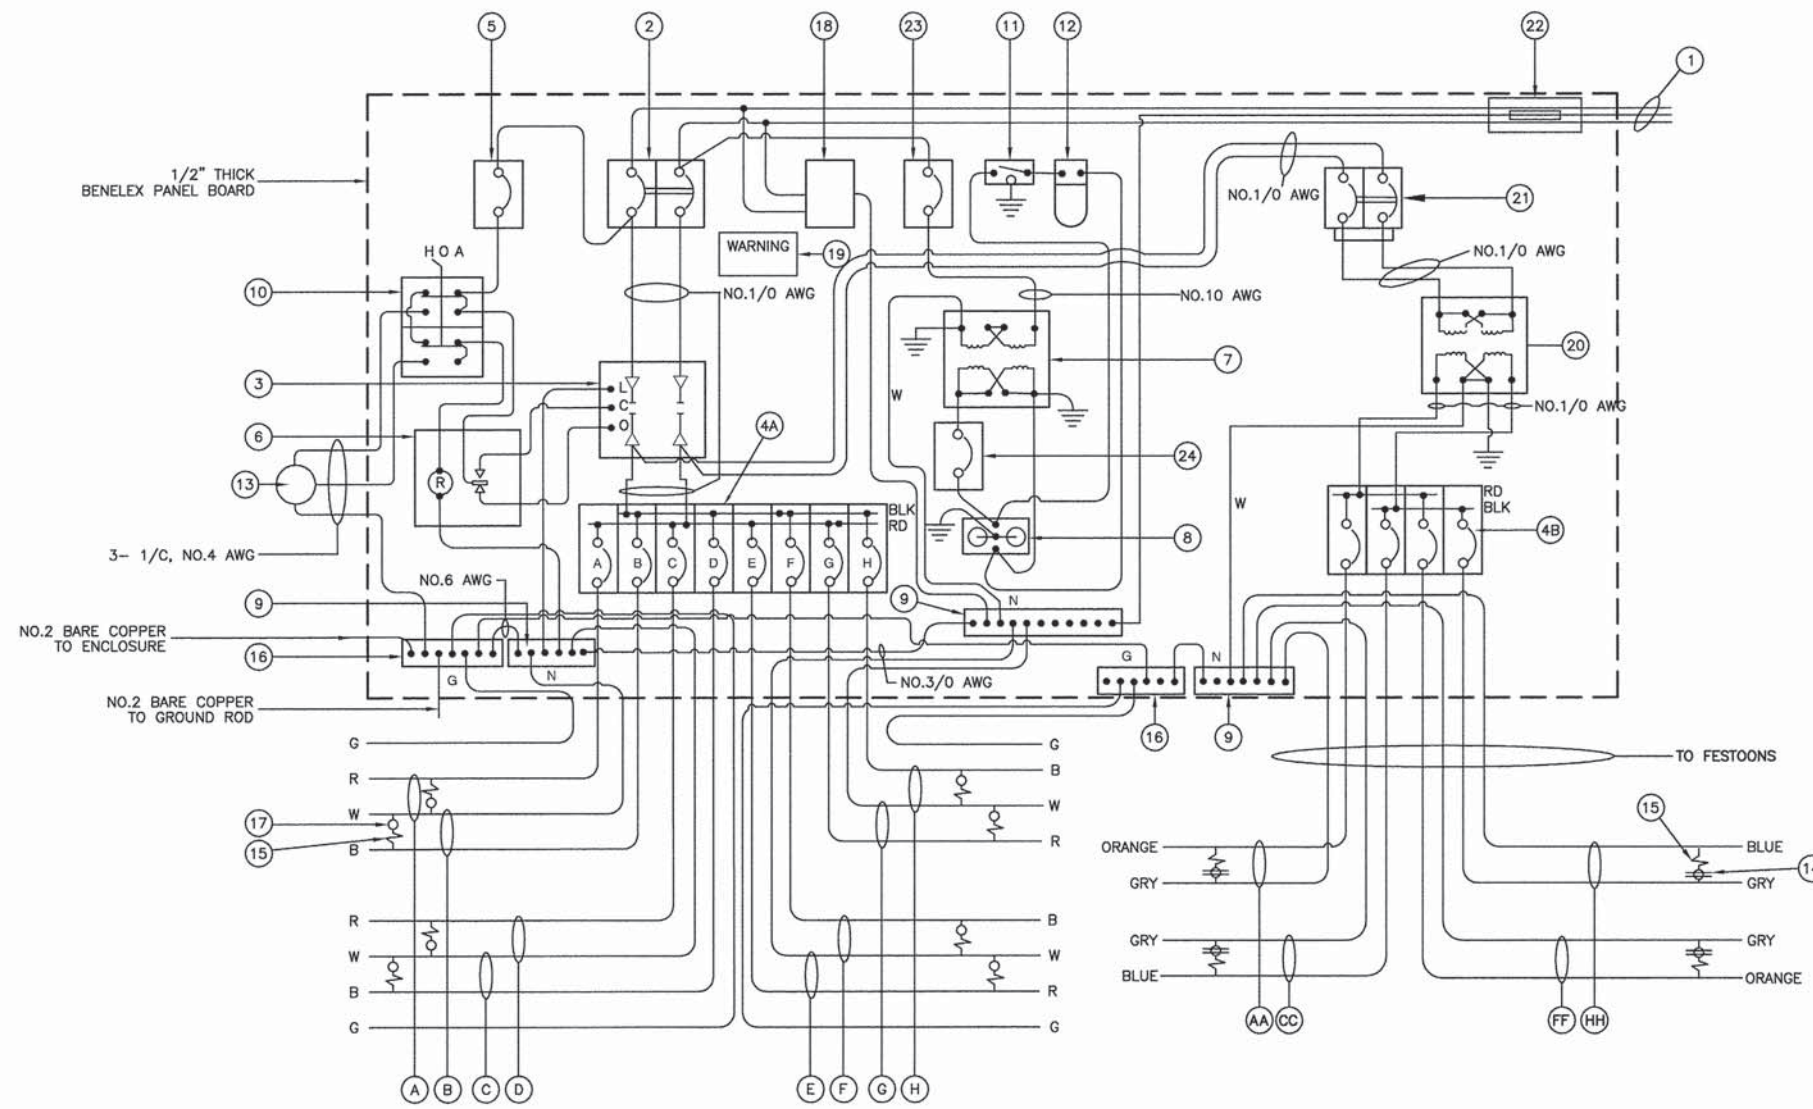 5
2
18
23
11
12
22
1
1/2" THICK
BENELEX PANEL BOARD
NO.1/0 AWG
21
WARNING
19
H O A
10
NO.1/0 AWG
NO.1/0 AWG
NO.10 AWG
20
7
3
L
C
O
W
NO.1/0 AWG
4A
6
24
13
R
W
RD
BLK
BLK
RD
4B
8
3- 1/C, NO.4 AWG
A
B
C
D
E
F
G
H
NO.6 AWG
9
9
N
NO.2 BARE COPPER
TO ENCLOSURE
16
G
N
NO.3/0 AWG
G
N
NO.2 BARE COPPER
TO GROUND ROD
16
9
G
G
TO FESTOONS
R
B
W
W
17
15
B
R
15
ORANGE
BLUE
GRY
GRY
R
B
W
W
GRY
GRY
BLUE
ORANGE
B
R
G
G
AA
CC
FF
HH
A
B
C
D
E
F
G
H